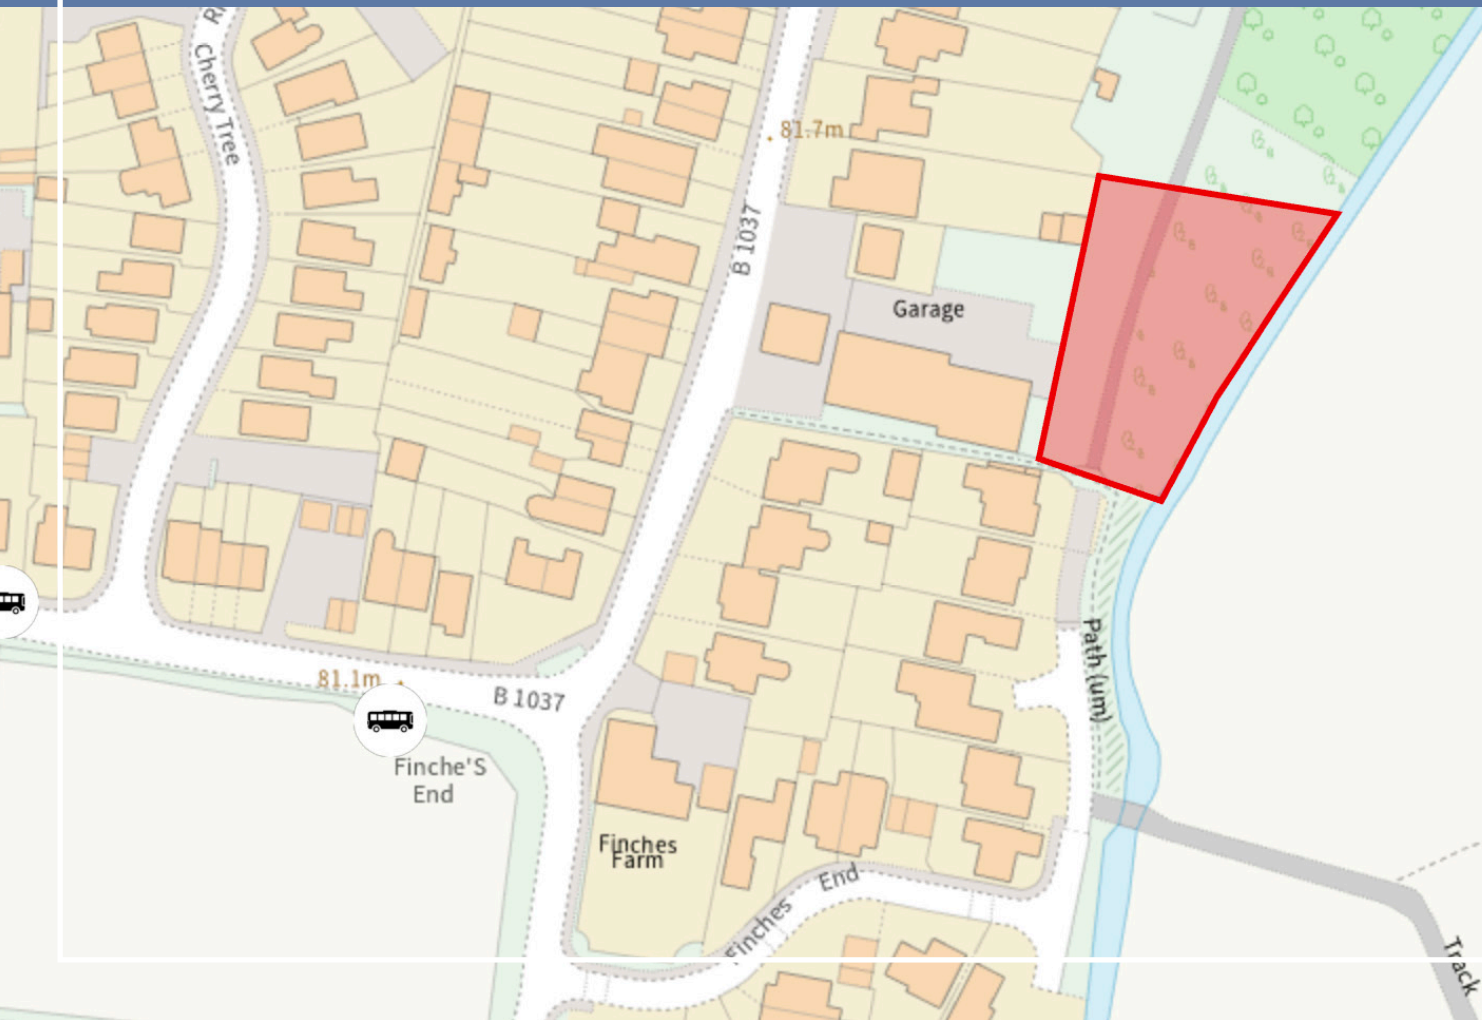 Cherry Tree
81.7m
B 1037
Garage
81.1m
B 1037
Path (um)
Finche'S
End
Finches
Farm
Finches End
Track